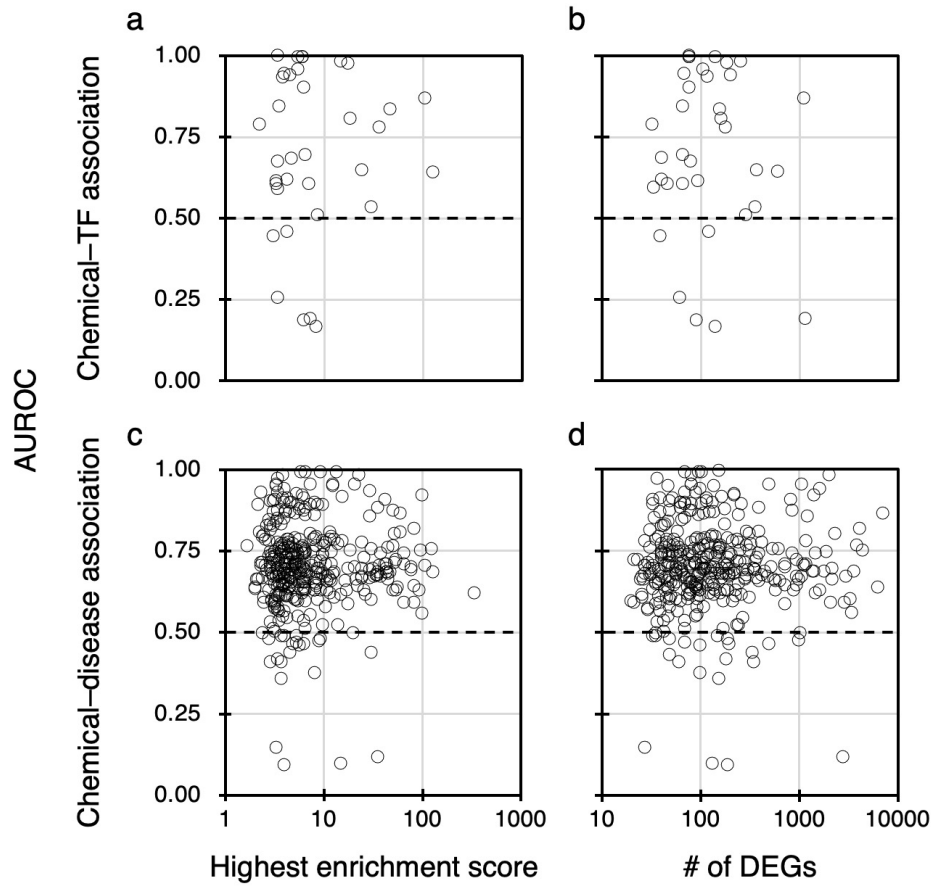 a
b
1.00
0.75
0.50
0.25
0.00
Chemical–TF association
AUROC
c
d
1.00
0.75
0.50
0.25
0.00
Chemical–disease association
1 10 100 1000
10 100 1000 10000
Highest enrichment score
# of DEGs